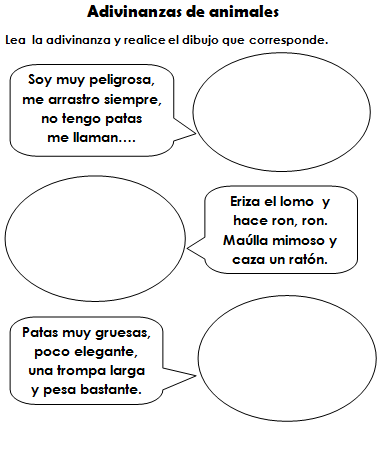 Adivinanzas de animales
Lea la adivinanza y realice el dibujo que corresponde.
Soy muy peligrosa,
me arrastro siempre,
no tengo patas
me llaman....
Eriza el lomo y
hace ron, ron.
Maúlla mimoso y
caza un ratón.
Patas muy gruesas,
poco elegante,
una trompa larga
y pesa bastante.